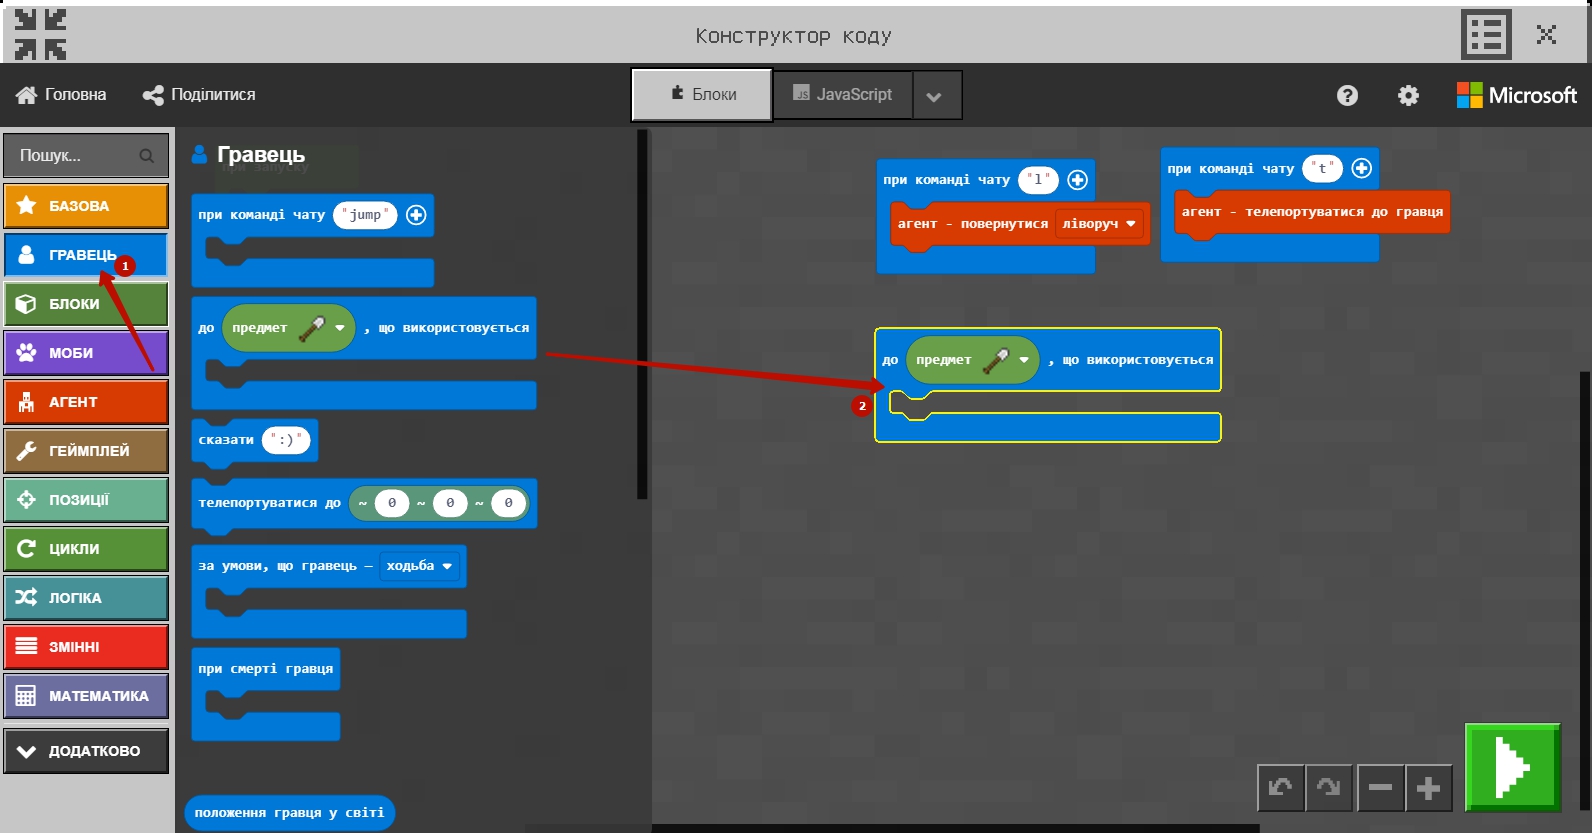 Конструктор коду
Головна
Поділитися
Блоки
JS JavaScript
Microsoft
Пошук...
БАЗОВА
ГРАВЕЦЬ
1
БЛОКИ
МОБИ
АГЕНТ
ГЕЙМПЛЕЙ
ПОЗИЦІЇ
ЦИКЛИ
ЛОГІКА
ЗМІННІ
МАТЕМАТИКА
ДОДАТКОВО
Гравець
при запуску
при команді чату "jump"
до предмет , що використовується
сказати ":)"
телепортуватися до ~ 0 ~ 0 ~ 0
за умови, що гравець – ходьба
при смерті гравця
положення гравця у світі
при команді чату "l"
агент - повернутися ліворуч
при команді чату "t"
агент - телепортуватися до гравця
до предмет , що використовується
2